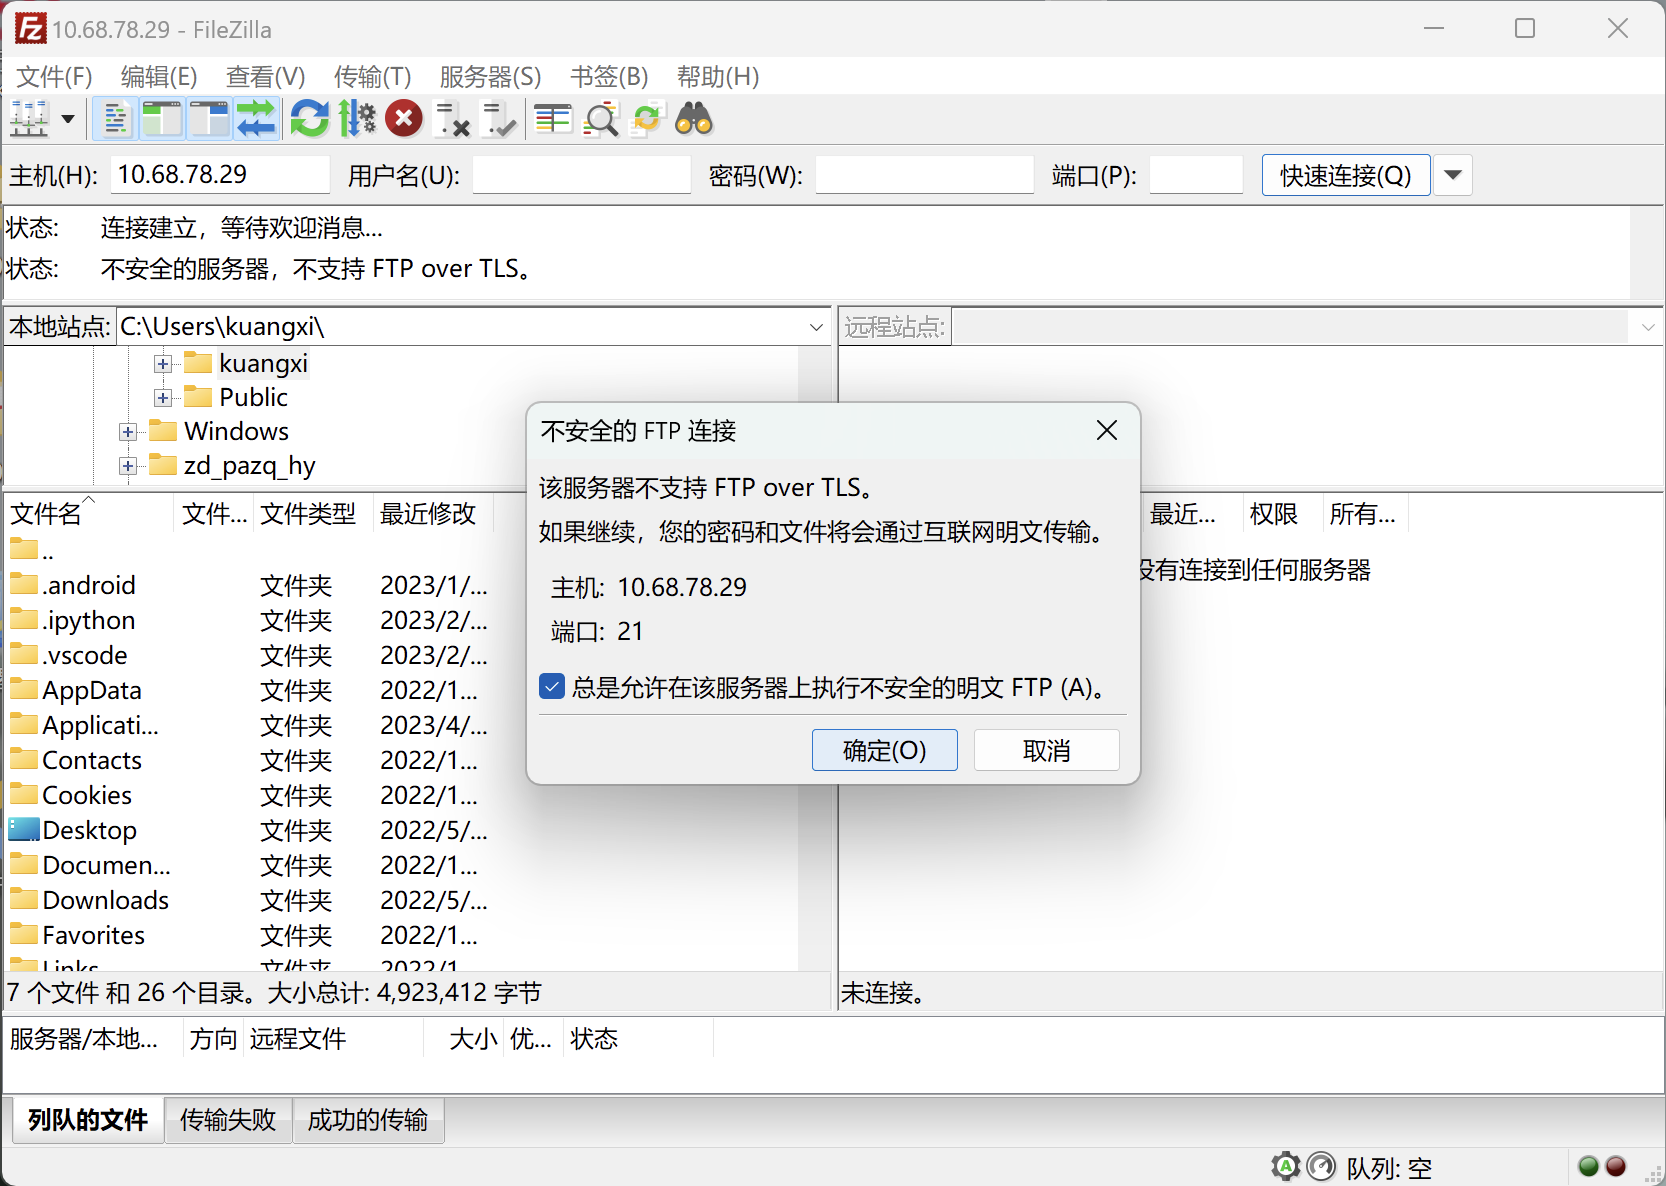 10.68.78.29 - FileZilla
文件(F) 编辑(E) 查看(V) 传输(T) 服务器(S) 书签(B) 帮助(H)
主机(H): 10.68.78.29 用户名(U): 密码(W): 端口(P): 快速连接(Q)
状态: 连接建立，等待欢迎消息...
状态: 不安全的服务器，不支持 FTP over TLS。
本地站点: C:\Users\kuangxi\
远程站点:
kuangxi
Public
Windows
zd_pazq_hy
不安全的 FTP 连接
该服务器不支持 FTP over TLS。
如果继续，您的密码和文件将会通过互联网明文传输。
主机: 10.68.78.29
端口: 21
总是允许在该服务器上执行不安全的明文 FTP (A)。
确定(O) 取消
文件名 文件... 文件类型 最近修改
..
.android 文件夹 2023/1/...
.ipython 文件夹 2023/2/...
.vscode 文件夹 2023/2/...
AppData 文件夹 2022/1...
Applicati... 文件夹 2023/4/...
Contacts 文件夹 2022/1...
Cookies 文件夹 2022/1...
Desktop 文件夹 2022/5/...
Documen... 文件夹 2022/1...
Downloads 文件夹 2022/5/...
Favorites 文件夹 2022/1...
Links 文件夹 2022/1
7 个文件 和 26 个目录。大小总计: 4,923,412 字节
最近... 权限 所有...
没有连接到任何服务器
未连接。
服务器/本地... 方向 远程文件 大小 优... 状态
列队的文件 传输失败 成功的传输
队列: 空